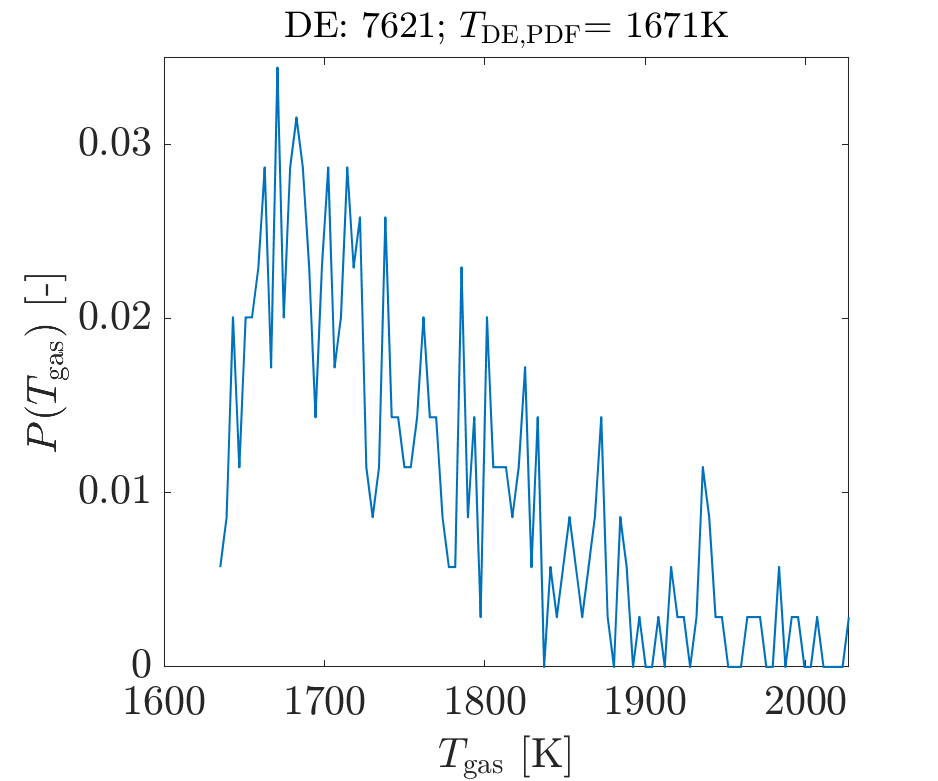 DE: 7621; T_DE,PDF= 1671K
0.03
0.02
0.01
0
P(T_gas) [-]
1600 1700 1800 1900 2000
T_gas [K]